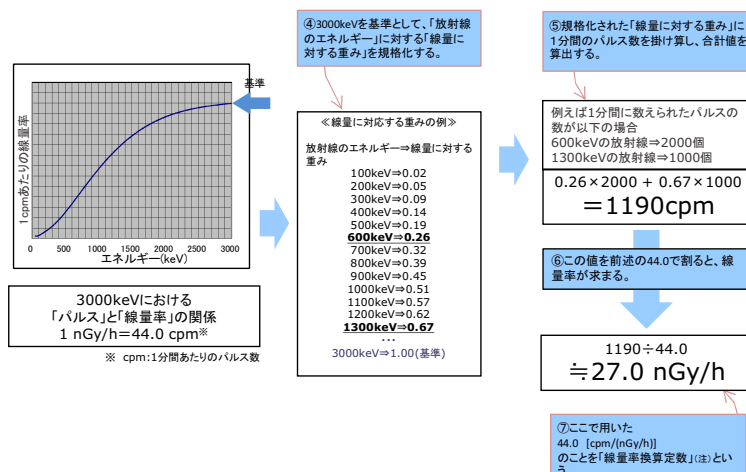 ④3000keVを基準として、「放射線
のエネルギー」に対する「線量に
対する重み」を規格化する。
⑤規格化された「線量に対する重み」に
1分間のパルス数を掛け算し、合計値を
算出する。
基準
1cpmあたりの線量率
0 500 1000 1500 2000 2500 3000
エネルギー(keV)
3000keVにおける
「パルス」と「線量率」の関係
1 nGy/h＝44.0 cpm※
※ cpm:1分間あたりのパルス数
≪線量に対応する重みの例≫
放射線のエネルギー⇒線量に対する
重み
100keV⇒0.02
200keV⇒0.05
300keV⇒0.09
400keV⇒0.14
500keV⇒0.19
600keV⇒0.26
700keV⇒0.32
800keV⇒0.39
900keV⇒0.45
1000keV⇒0.51
1100keV⇒0.57
1200keV⇒0.62
1300keV⇒0.67
…
3000keV⇒1.00(基準)
例えば1分間に数えられたパルスの
数が以下の場合
600keVの放射線⇒2000個
1300keVの放射線⇒1000個
0.26×2000 + 0.67×1000
＝1190cpm
⑥この値を前述の44.0で割ると、線
量率が求まる。
1190÷44.0
≒27.0 nGy/h
⑦ここで用いた
44.0 [cpm/(nGy/h)]
のことを「線量率換算定数」(注)とい
う